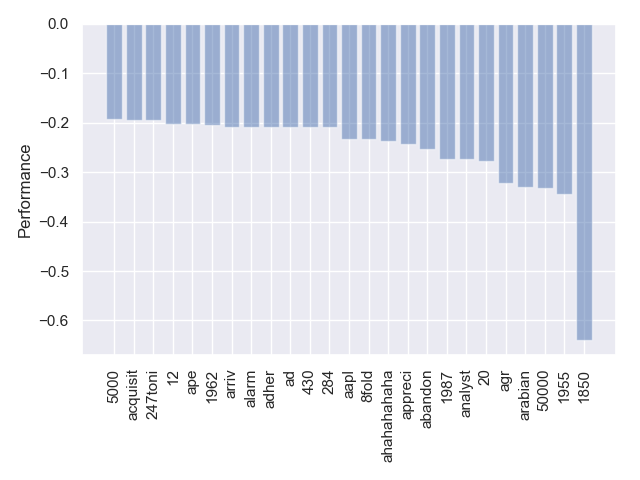 0.0
−0.1
−0.2
−0.3
−0.4
−0.5
−0.6
Performance
5000
acquisit
247toni
12
ape
1962
arriv
alarm
adher
ad
430
284
aapl
8fold
ahahahahaha
appreci
abandon
1987
analyst
20
agr
arabian
50000
1955
1850